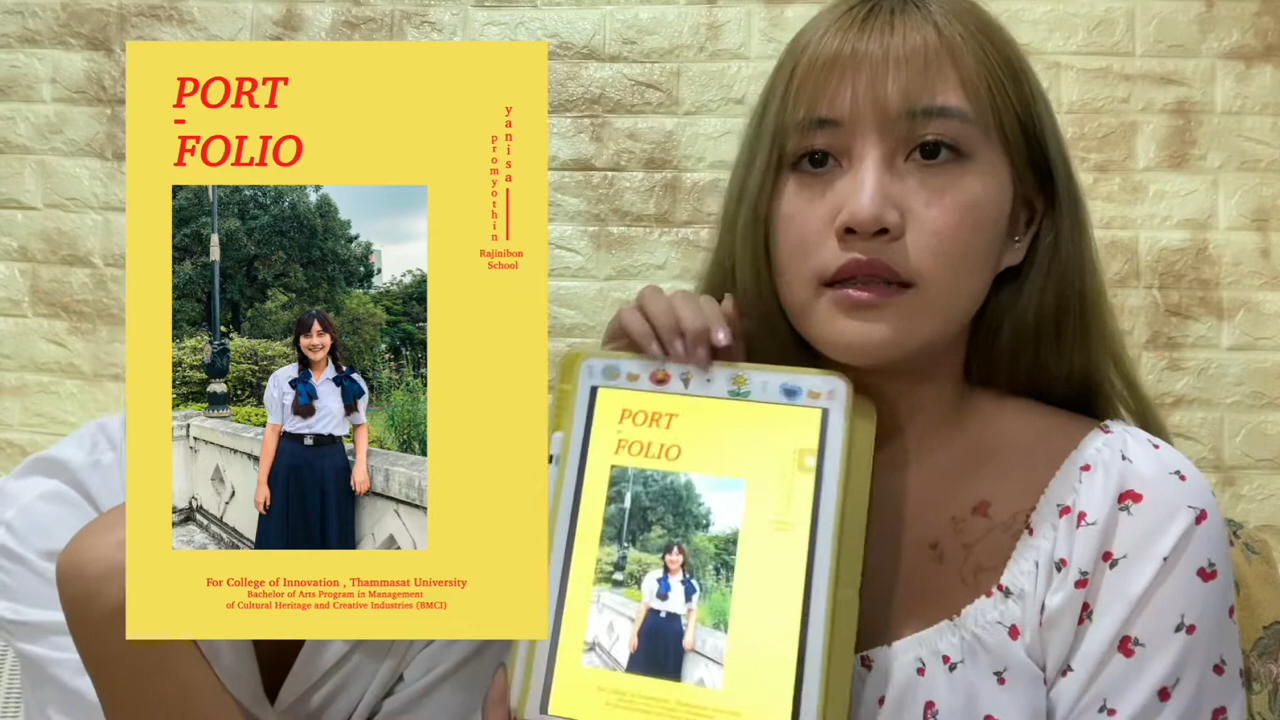 PORT
-
FOLIO
yanisa
promyothin
Rajinibon
School
For College of Innovation , Thammasat University
Bachelor of Arts Program in Management
of Cultural Heritage and Creative Industries (BMCI)
PORT
-
FOLIO